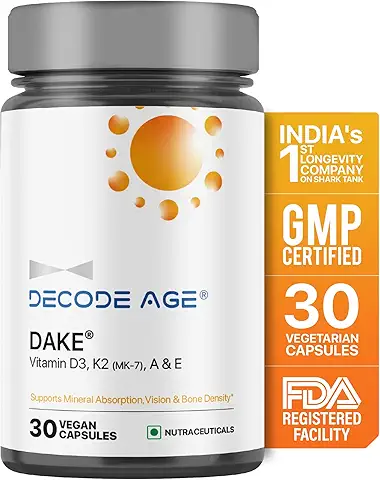 DECODE AGE®
DAKE®
Vitamin D3, K2 (MK-7), A & E
Supports Mineral Absorption, Vision & Bone Density*
30 VEGAN
CAPSULES
NUTRACEUTICALS
INDIA's
1ST
LONGEVITY
COMPANY
ON SHARK TANK
GMP
CERTIFIED
30
VEGETARIAN
CAPSULES
FDA
REGISTERED
FACILITY